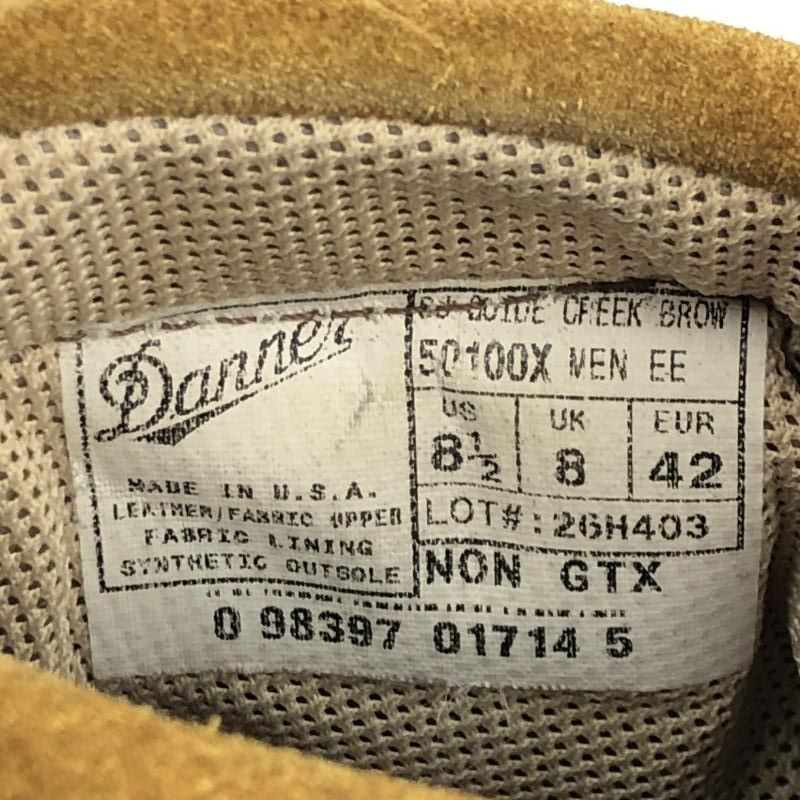 Danner
MADE IN U.S.A.
LEATHER/FABRIC UPPER
FABRIC LINING
SYNTHETIC OUTSOLE
GUIDE CREEK BROW
50100X MEN EE
US UK EUR
8½ 8 42
LOT#:26H403
NON GTX
0 98397 01714 5